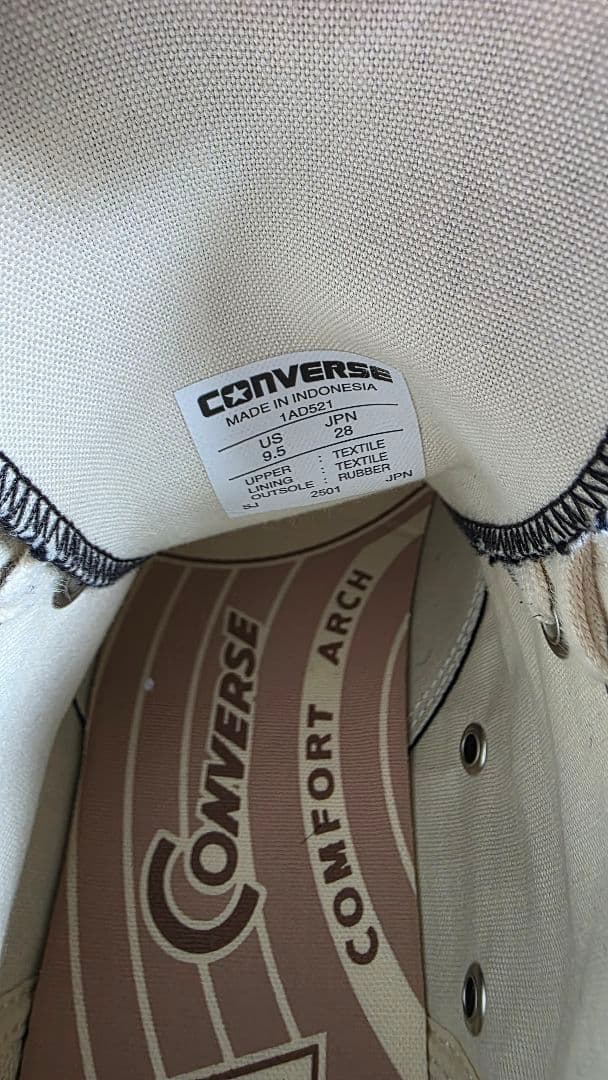 CONVERSE
MADE IN INDONESIA
1AD521
US JPN
9.5 28
UPPER : TEXTILE
LINING : TEXTILE
OUTSOLE : RUBBER
SJ 2501 JPN
CONVERSE
COMFORT ARCH